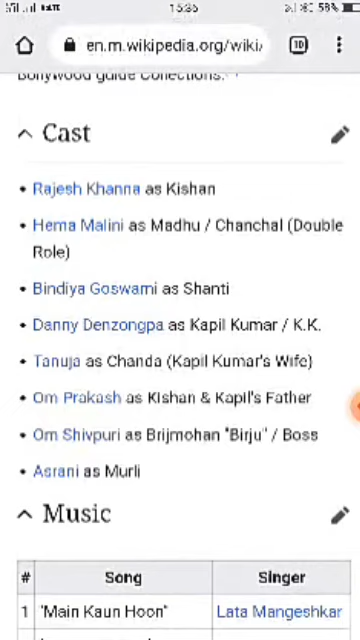 15:35 58%
en.m.wikipedia.org/wiki/
Bollywood guide Collections.
Cast
• Rajesh Khanna as Kishan
• Hema Malini as Madhu / Chanchal (Double
Role)
• Bindiya Goswami as Shanti
• Danny Denzongpa as Kapil Kumar / K.K.
• Tanuja as Chanda (Kapil Kumar's Wife)
• Om Prakash as Kishan & Kapil's Father
• Om Shivpuri as Brijmohan "Birju" / Boss
• Asrani as Murli
Music
# Song Singer
1 "Main Kaun Hoon" Lata Mangeshkar